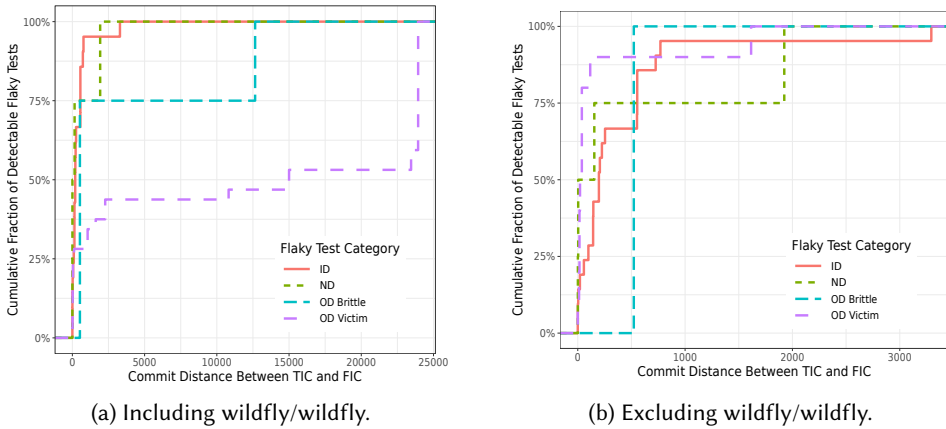 Cumulative Fraction of Detectable Flaky Tests
100%
75%
50%
25%
0%
Flaky Test Category
ID
ND
OD Brittle
OD Victim
0 5000 10000 15000 20000 25000
Commit Distance Between TIC and FIC
(a) Including wildfly/wildfly.
Cumulative Fraction of Detectable Flaky Tests
100%
75%
50%
25%
0%
Flaky Test Category
ID
ND
OD Brittle
OD Victim
0 1000 2000 3000
Commit Distance Between TIC and FIC
(b) Excluding wildfly/wildfly.